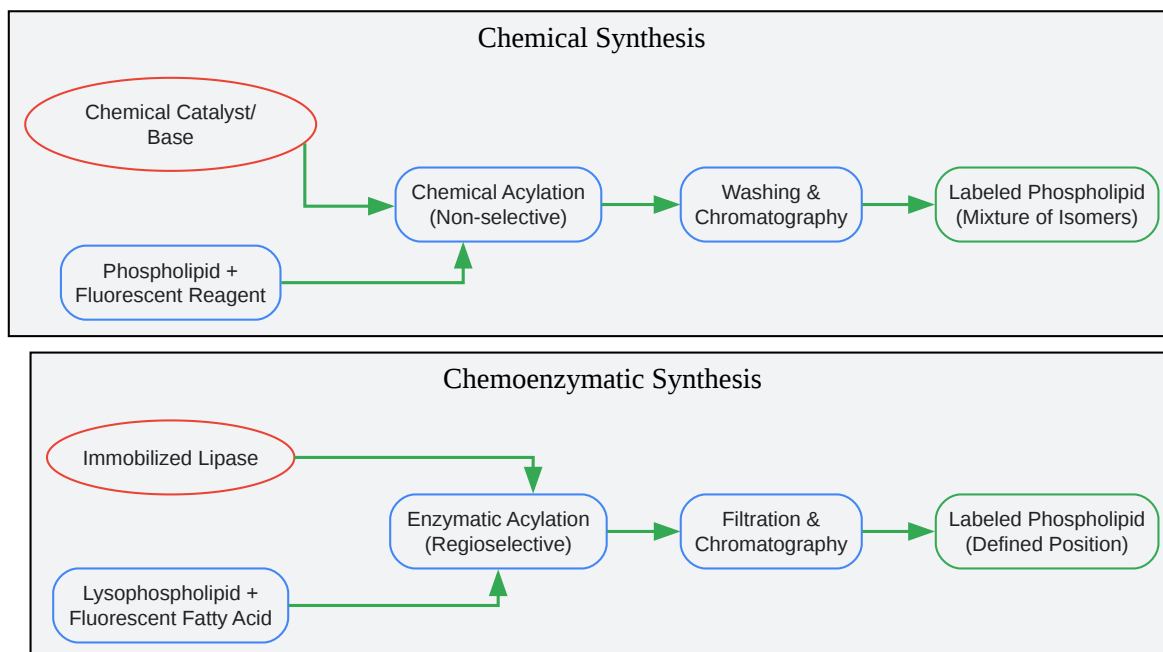 Chemical Synthesis
Chemical Catalyst/
Base
Chemical Acylation
(Non-selective)
Washing &
Chromatography
Labeled Phospholipid
(Mixture of Isomers)
Phospholipid +
Fluorescent Reagent
Chemoenzymatic Synthesis
Immobilized Lipase
Enzymatic Acylation
(Regioselective)
Filtration &
Chromatography
Labeled Phospholipid
(Defined Position)
Lysophospholipid +
Fluorescent Fatty Acid